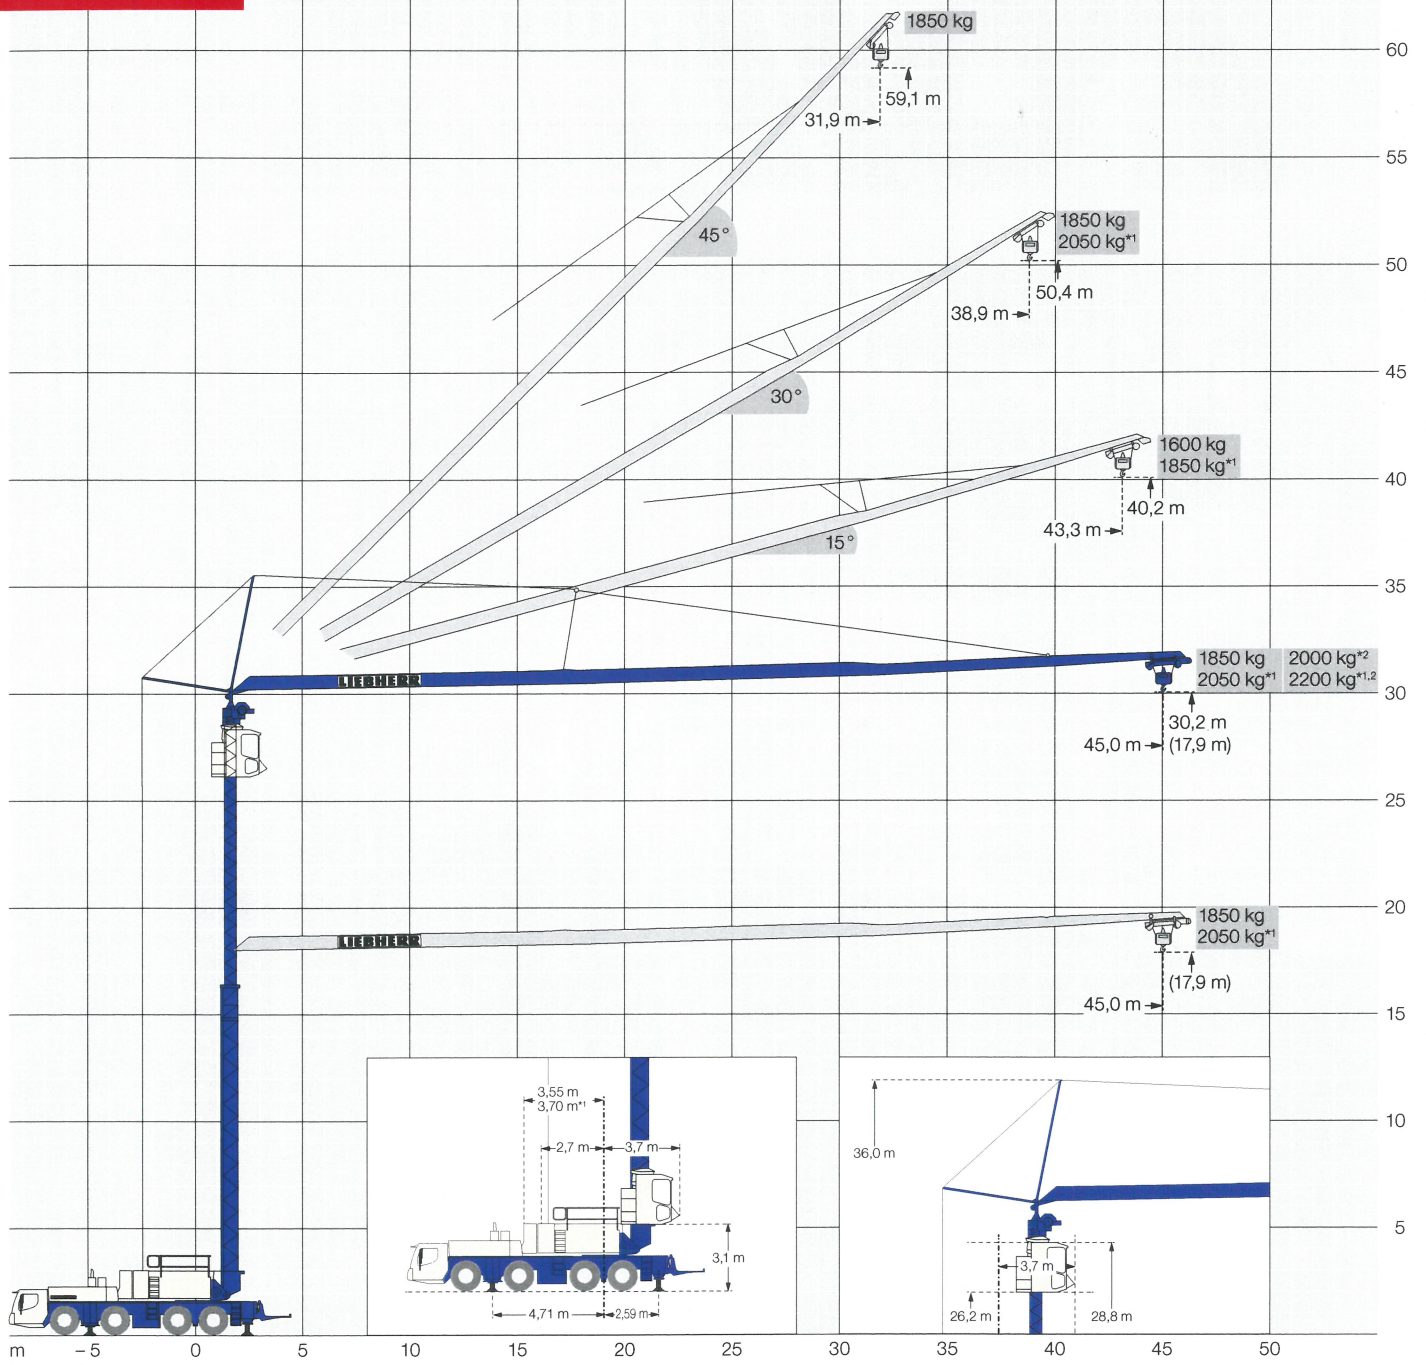 1850 kg
60
59,1 m
31,9 m
55
1850 kg
2050 kg*1
45°
50
50,4 m
38,9 m
45
30°
1600 kg
1850 kg*1
40
40,2 m
43,3 m
15°
35
LIEBHERR
1850 kg 2000 kg*2
2050 kg*1 2200 kg*1,2
30
30,2 m
45,0 m (17,9 m)
25
20
LIEBHERR
1850 kg
2050 kg*1
(17,9 m)
45,0 m
15
3,55 m
3,70 m*1
2,7 m 3,7 m
3,1 m
4,71 m 2,59 m
10
36,0 m
5
3,7 m
26,2 m 28,8 m
m –5 0 5 10 15 20 25 30 35 40 45 50